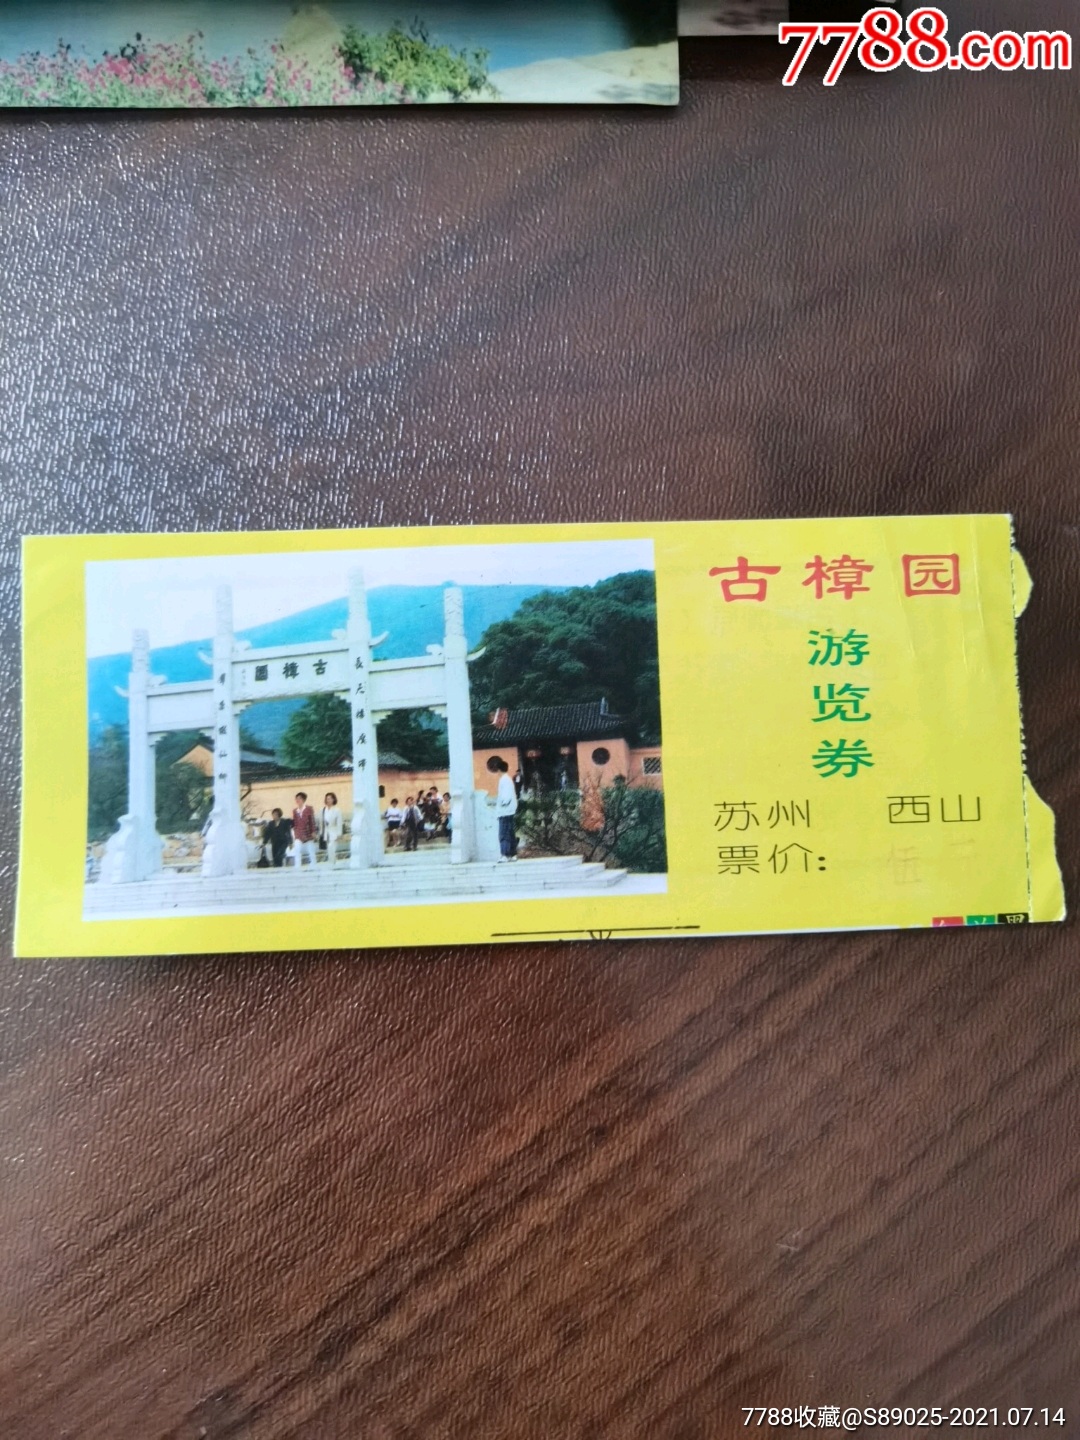 7788.com
古樟園
古樟园
游览券
苏州 西山
票价: 伍
7788收藏@S89025-2021.07.14